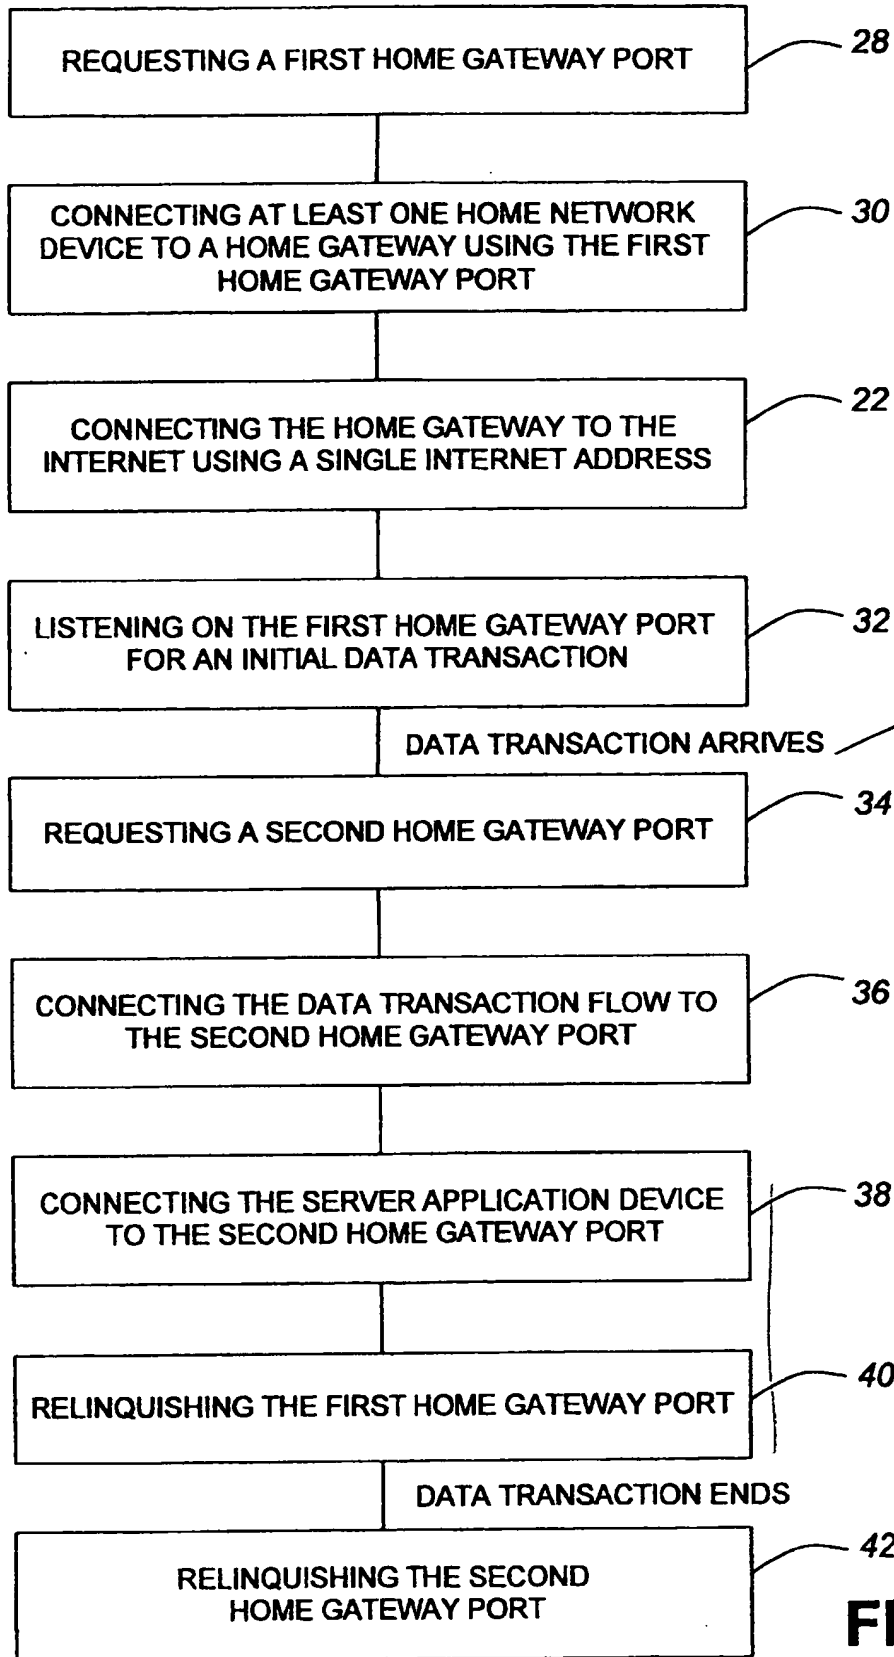 REQUESTING A FIRST HOME GATEWAY PORT
28
CONNECTING AT LEAST ONE HOME NETWORK
DEVICE TO A HOME GATEWAY USING THE FIRST
HOME GATEWAY PORT
30
CONNECTING THE HOME GATEWAY TO THE
INTERNET USING A SINGLE INTERNET ADDRESS
22
LISTENING ON THE FIRST HOME GATEWAY PORT
FOR AN INITIAL DATA TRANSACTION
32
DATA TRANSACTION ARRIVES
REQUESTING A SECOND HOME GATEWAY PORT
34
CONNECTING THE DATA TRANSACTION FLOW TO
THE SECOND HOME GATEWAY PORT
36
CONNECTING THE SERVER APPLICATION DEVICE
TO THE SECOND HOME GATEWAY PORT
38
RELINQUISHING THE FIRST HOME GATEWAY PORT
40
DATA TRANSACTION ENDS
RELINQUISHING THE SECOND
HOME GATEWAY PORT
42